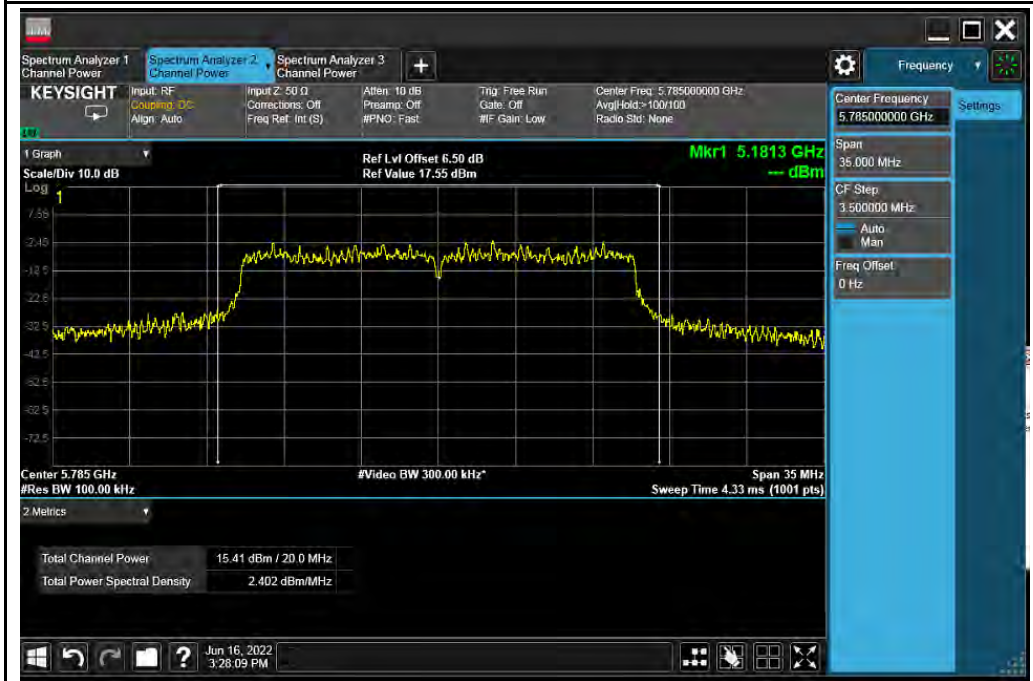 Spectrum Analyzer 1
Channel Power
Spectrum Analyzer 2
Channel Power
Spectrum Analyzer 3
Channel Power
+
Frequency
KEYSIGHT
Input: RF
Coupling: DC
Align: Auto
Input Z: 50 Ω
Corrections: Off
Freq Ref: Int (S)
Atten: 10 dB
Preamp: Off
#PNO: Fast
Trig: Free Run
Gate: Off
#IF Gain: Low
Center Freq: 5.785000000 GHz
Avg|Hold:>100/100
Radio Std: None
Center Frequency
5.785000000 GHz
Settings
Span
35.000 MHz
CF Step
3.500000 MHz
Auto
Man
Freq Offset
0 Hz
1 Graph
Scale/Div 10.0 dB
Ref Lvl Offset 6.50 dB
Ref Value 17.55 dBm
Mkr1 5.1813 GHz
--- dBm
Log
1
7.55
-2.45
-12.5
-22.5
-32.5
-42.5
-52.5
-62.5
-72.5
Center 5.785 GHz
#Video BW 300.00 kHz*
Span 35 MHz
#Res BW 100.00 kHz
Sweep Time 4.33 ms (1001 pts)
2 Metrics
Total Channel Power 15.41 dBm / 20.0 MHz
Total Power Spectral Density 2.402 dBm/MHz
?
Jun 16, 2022
3:28:09 PM